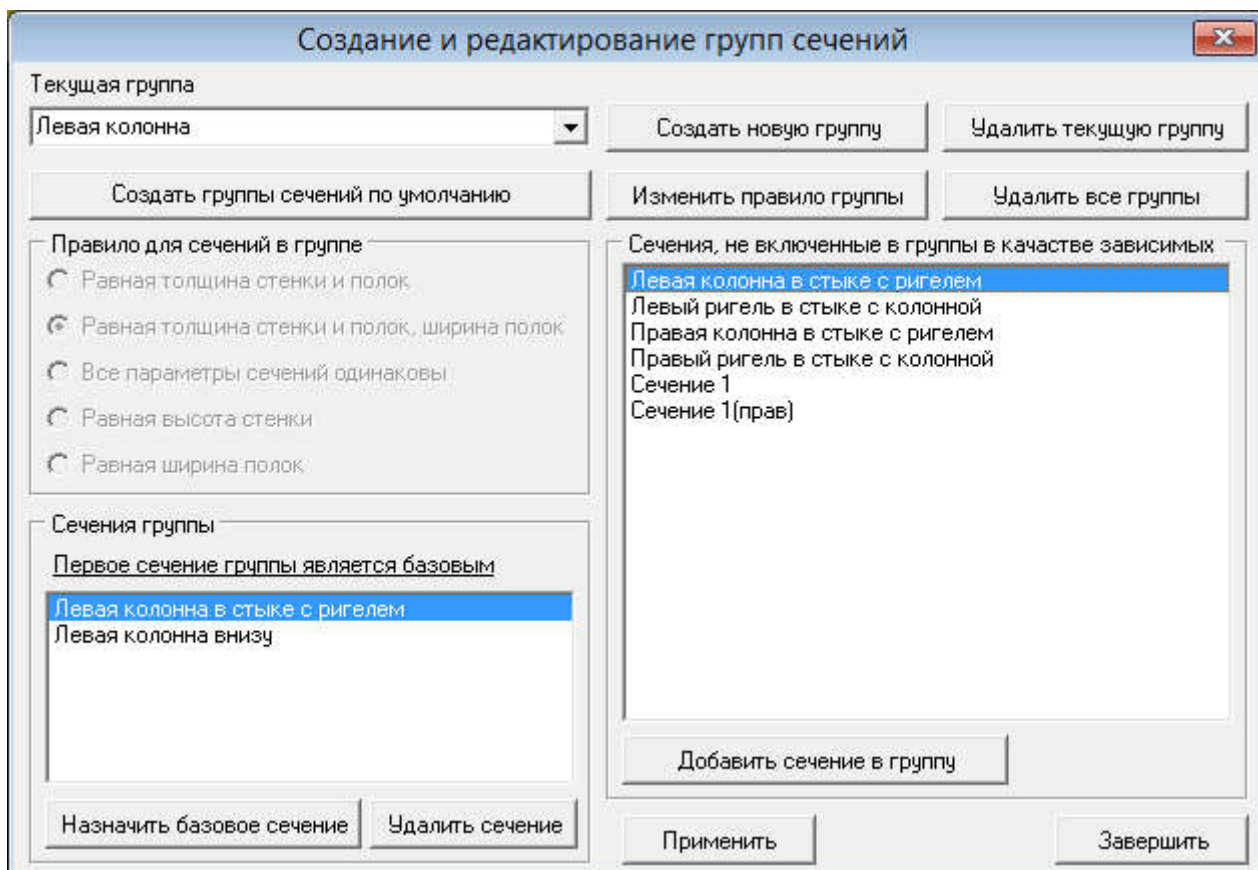 Создание и редактирование групп сечений
Текущая группа
Левая колонна
Создать новую группу
Удалить текущую группу
Создать группы сечений по умолчанию
Изменить правило группы
Удалить все группы
Правило для сечений в группе
Равная толщина стенки и полок
Равная толщина стенки и полок, ширина полок
Все параметры сечений одинаковы
Равная высота стенки
Равная ширина полок
Сечения группы
Первое сечение группы является базовым
Левая колонна в стыке с ригелем
Левая колонна внизу
Назначить базовое сечение
Удалить сечение
Сечения, не включенные в группы в качестве зависимых
Левая колонна в стыке с ригелем
Левый ригель в стыке с колонной
Правая колонна в стыке с ригелем
Правый ригель в стыке с колонной
Сечение 1
Сечение 1(прав)
Добавить сечение в группу
Применить
Завершить